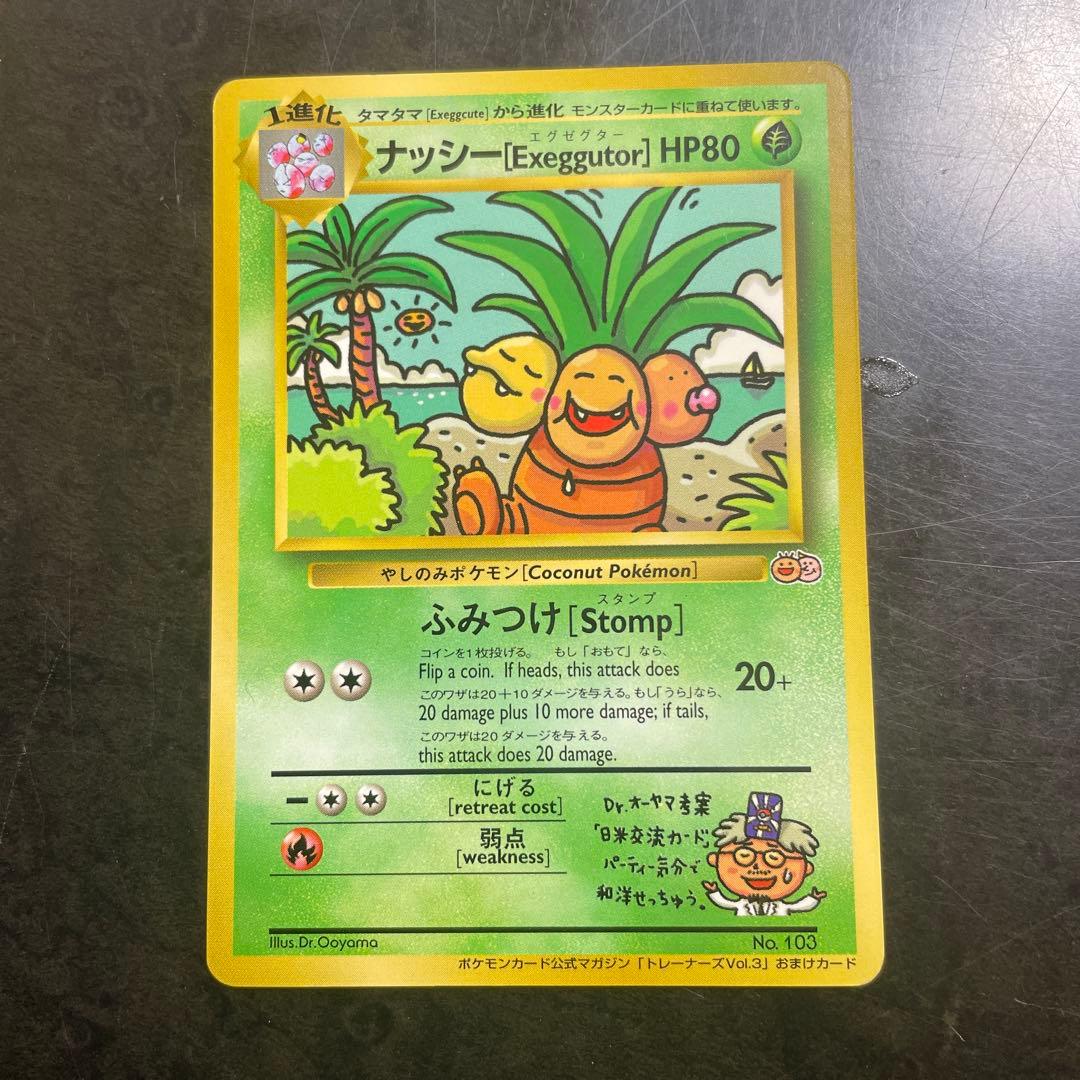 1進化 タマタマ[Exeggcute]から進化 モンスターカードに重ねて使います。
エグゼグター
ナッシー[Exeggutor] HP80
やしのみポケモン[Coconut Pokémon]
スタンプ
ふみつけ[Stomp]
コインを1枚投げる。 もし「おもて」なら、
Flip a coin. If heads, this attack does
このワザは20+10ダメージを与える。もし「うら」なら、
20 damage plus 10 more damage; if tails,
このワザは20ダメージを与える。
this attack does 20 damage.
20+
にげる
[retreat cost]
弱点
[weakness]
Dr.オーヤマ考案
「日米交流カード」
パーティー気分で
和洋せっちゅう。
Illus.Dr.Ooyama
No. 103
ポケモンカード公式マガジン「トレーナーズVol.3」おまけカード